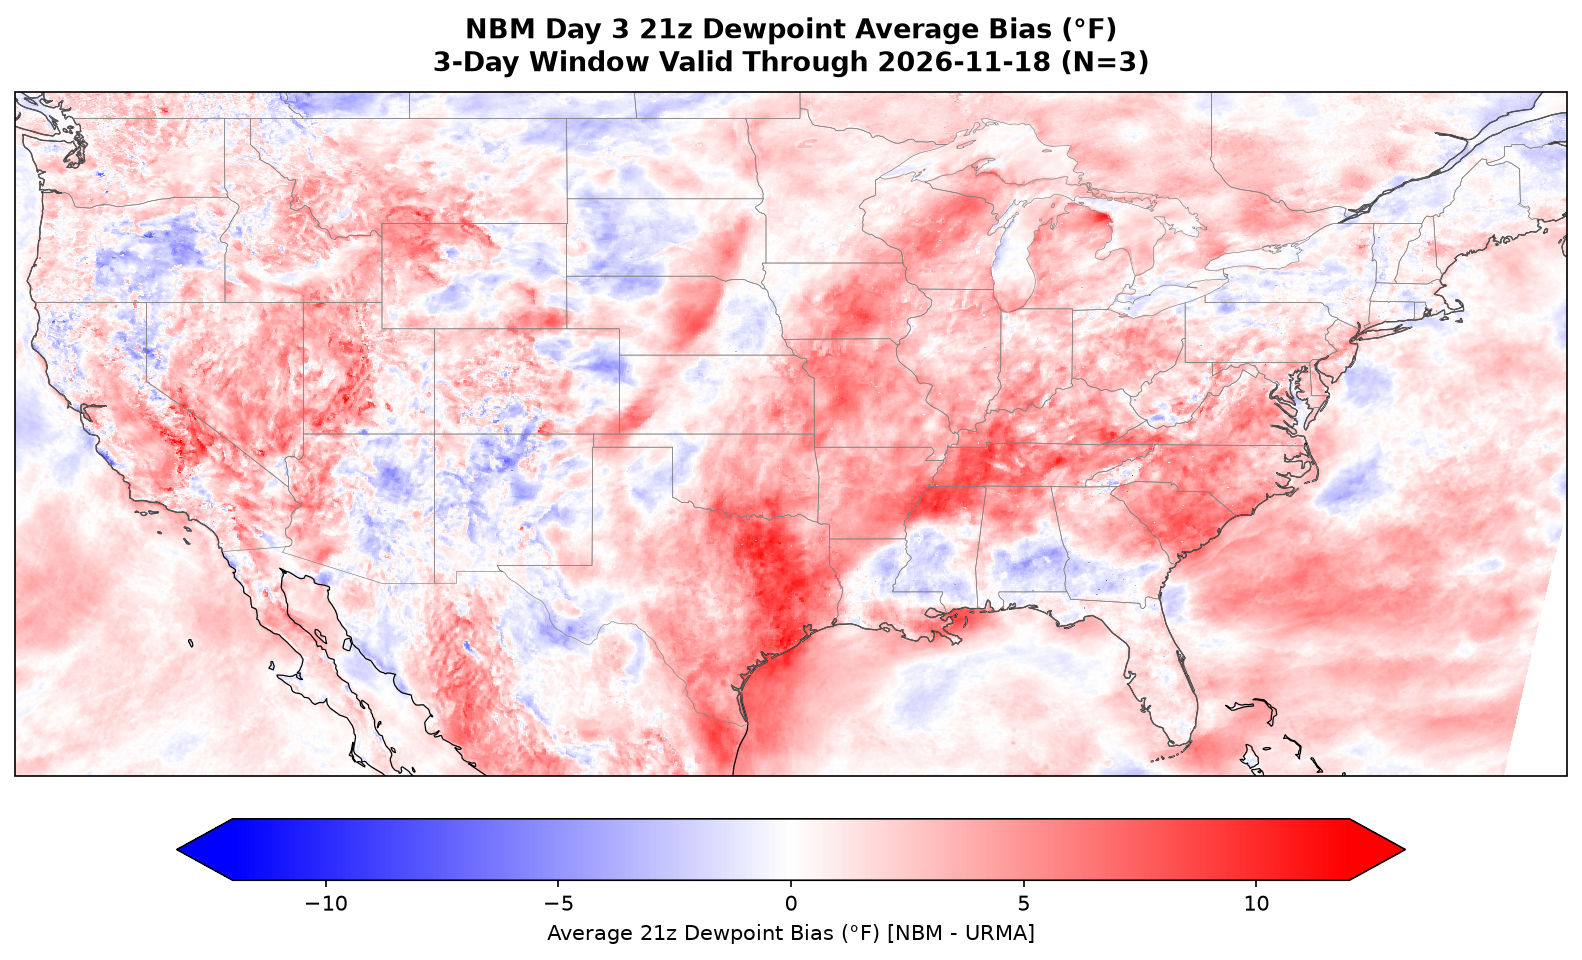 NBM Day 3 21z Dewpoint Average Bias (°F)
3-Day Window Valid Through 2026-11-18 (N=3)
−10 −5 0 5 10
Average 21z Dewpoint Bias (°F) [NBM - URMA]